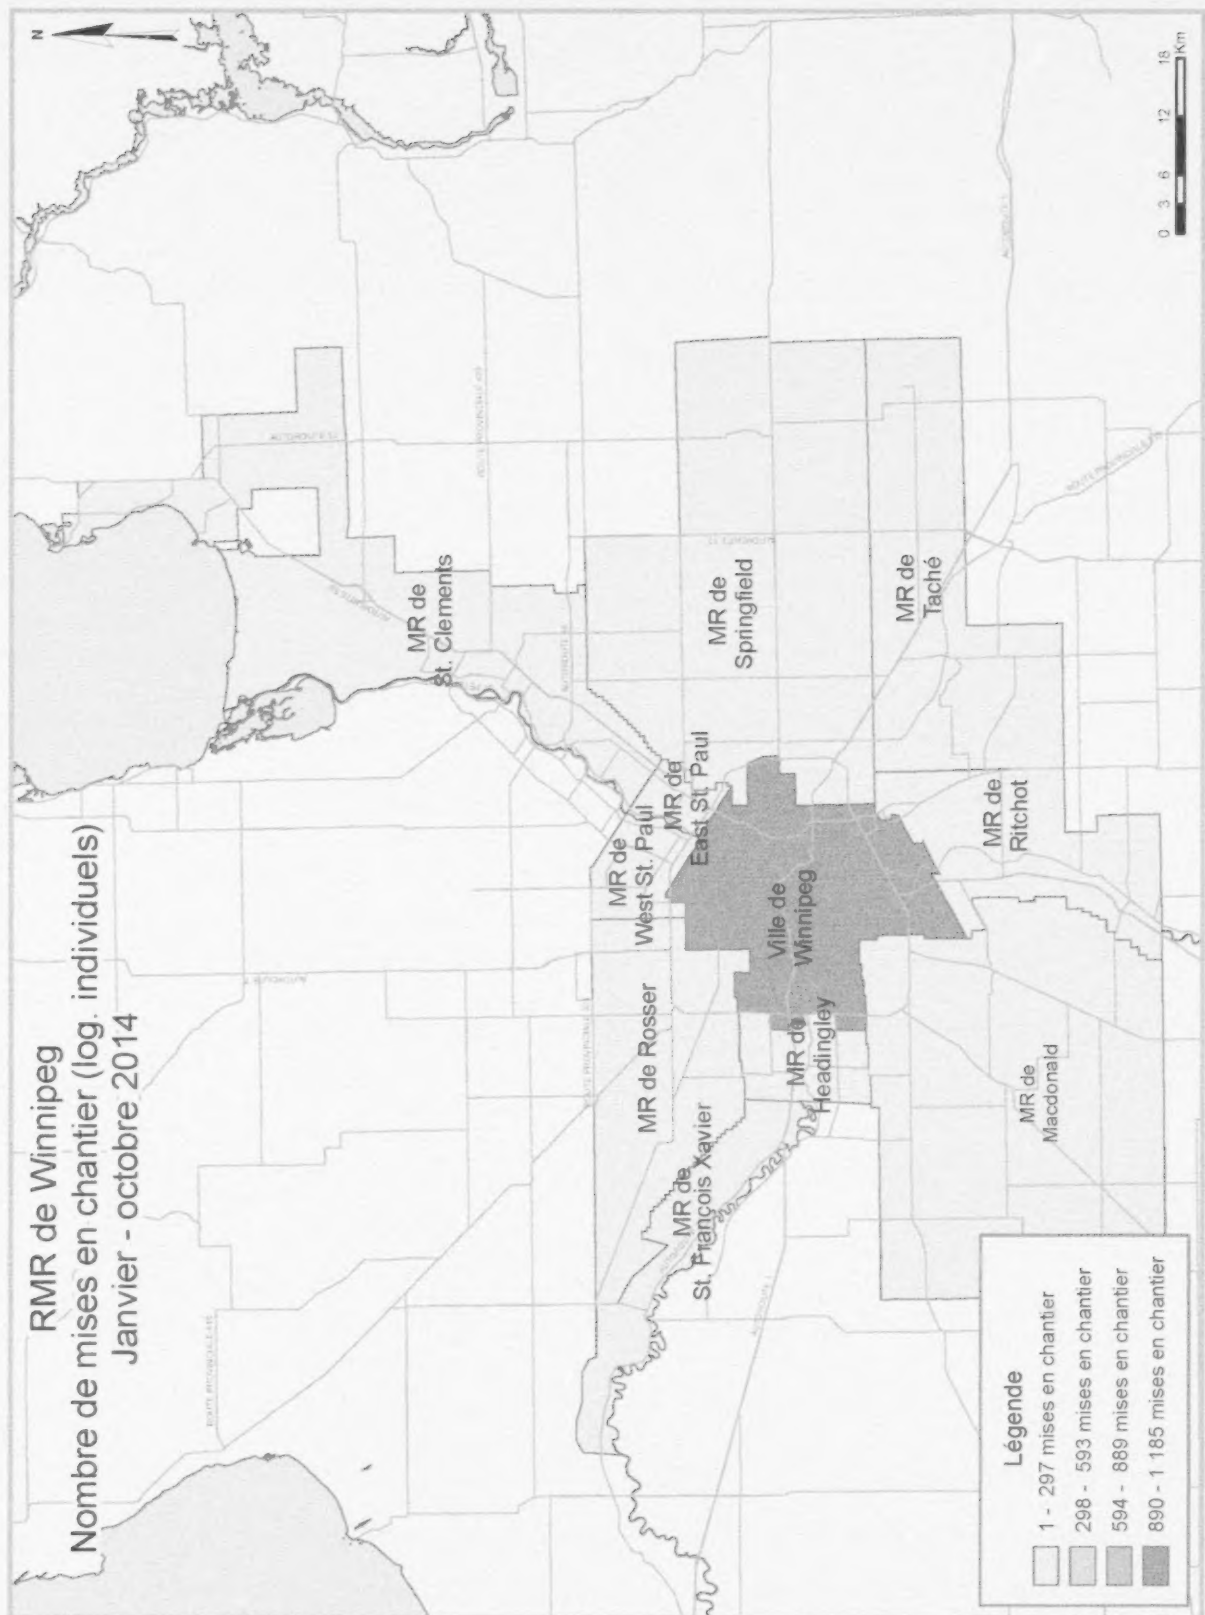 RMR de Winnipeg
Nombre de mises en chantier (log. individuels)
Janvier - octobre 2014
N
MR de
St. Clements
MR de
West St. Paul
MR de
East St. Paul
MR de Rosser
MR de
St. François Xavier
MR de
Headingley
Ville de
Winnipeg
MR de
Springfield
MR de
Taché
MR de
Ritchot
MR de
Macdonald
Légende
1 - 297 mises en chantier
298 - 593 mises en chantier
594 - 889 mises en chantier
890 - 1 185 mises en chantier
0 3 6 12 18
Km